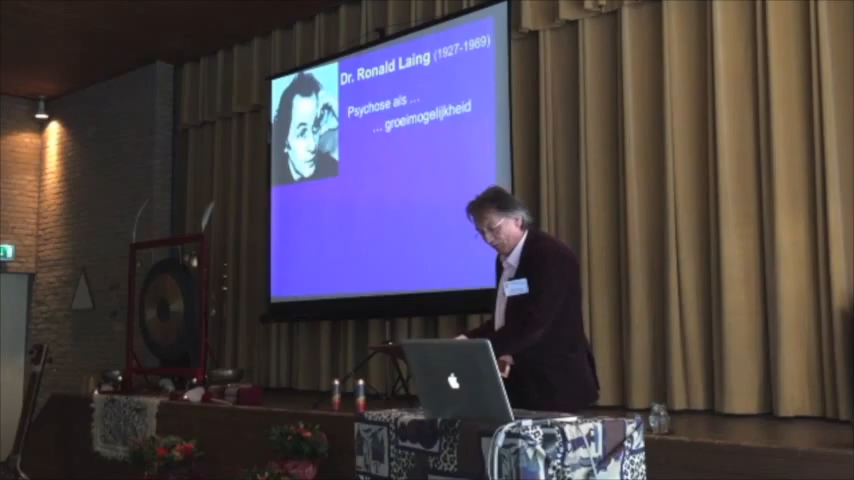 Dr. Ronald Laing (1927-1989)
Psychose als ...
... groeimogelijkheid